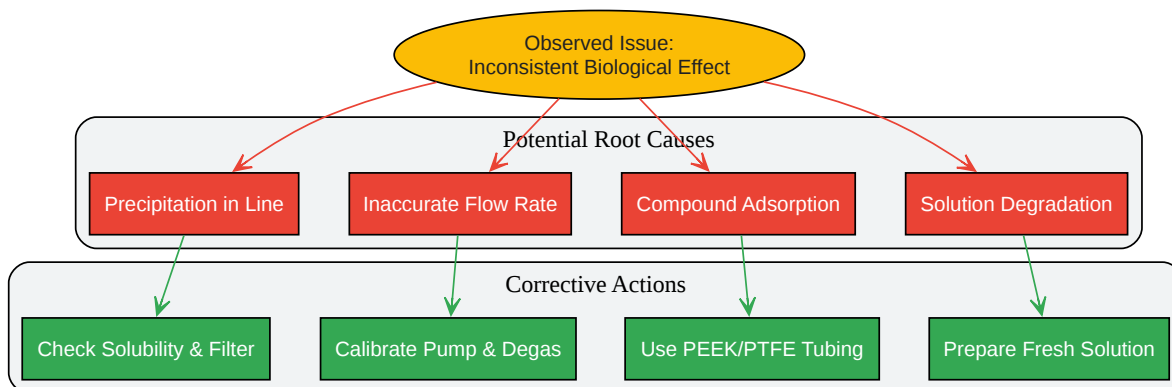 Observed Issue:
Inconsistent Biological Effect
Potential Root Causes
Precipitation in Line
Inaccurate Flow Rate
Compound Adsorption
Solution Degradation
Corrective Actions
Check Solubility & Filter
Calibrate Pump & Degas
Use PEEK/PTFE Tubing
Prepare Fresh Solution